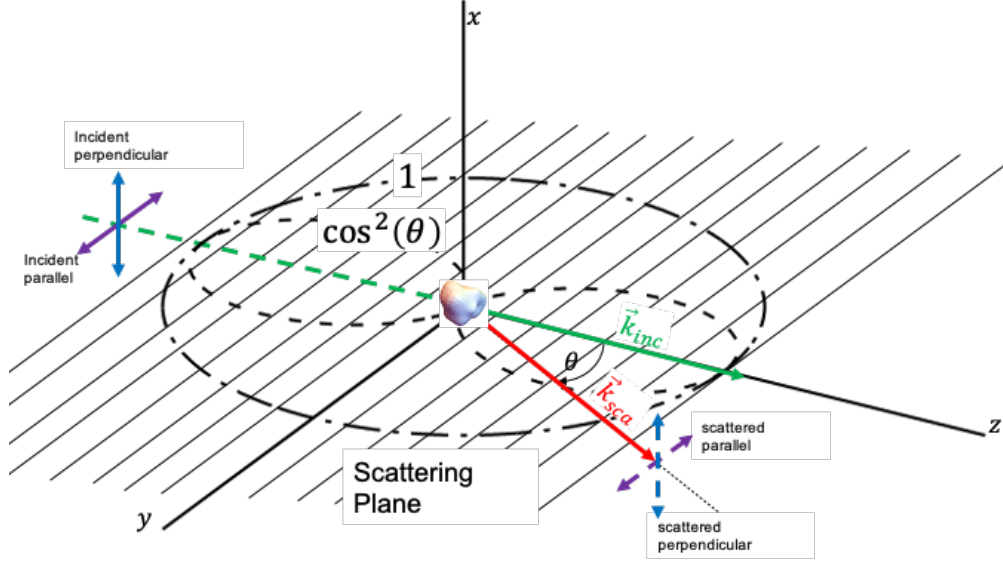 x
Incident
perpendicular
1
cos²(θ)
Incident
parallel
k⃗inc
θ
k⃗sca
z
scattered
parallel
Scattering
Plane
y
scattered
perpendicular